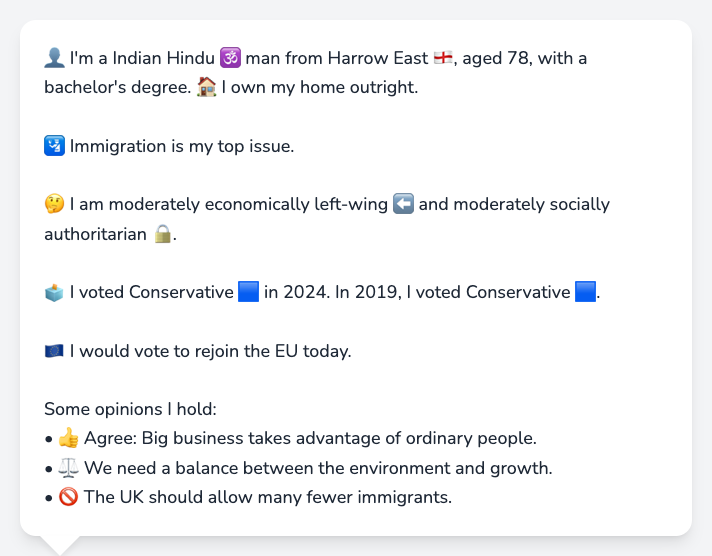 👤 I'm a Indian Hindu 🕉️ man from Harrow East 🏴󠁧󠁢󠁥󠁮󠁧󠁿, aged 78, with a
bachelor's degree. 🏠 I own my home outright.
🛂 Immigration is my top issue.
🤔 I am moderately economically left-wing ⬅️ and moderately socially
authoritarian 🔒.
🗳️ I voted Conservative 🟦 in 2024. In 2019, I voted Conservative 🟦.
🇪🇺 I would vote to rejoin the EU today.
Some opinions I hold:
• 👍 Agree: Big business takes advantage of ordinary people.
• ⚖️ We need a balance between the environment and growth.
• 🚫 The UK should allow many fewer immigrants.